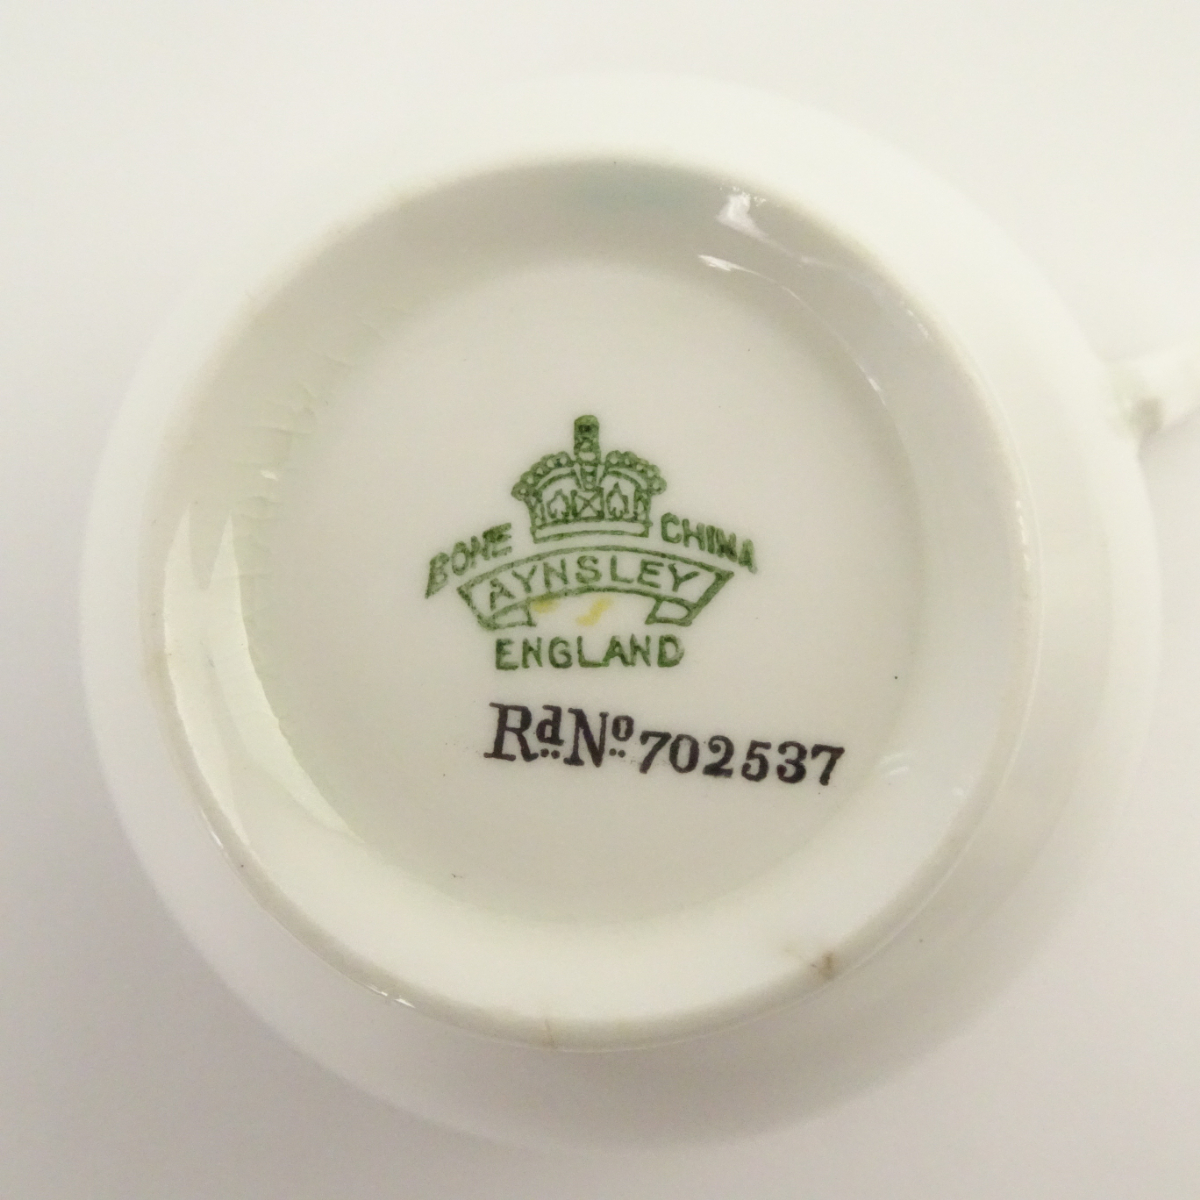 BONE CHINA
AYNSLEY
ENGLAND
Rd No 702537